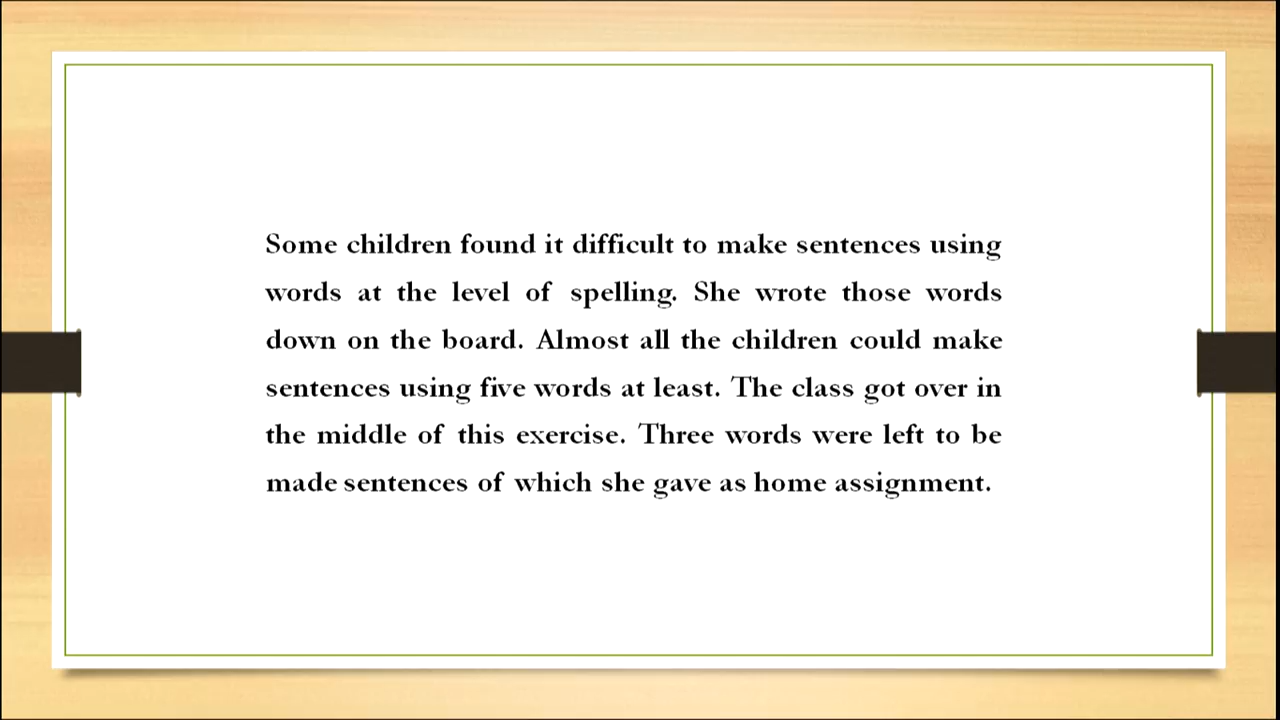 Some children found it difficult to make sentences using
words at the level of spelling. She wrote those words
down on the board. Almost all the children could make
sentences using five words at least. The class got over in
the middle of this exercise. Three words were left to be
made sentences of which she gave as home assignment.